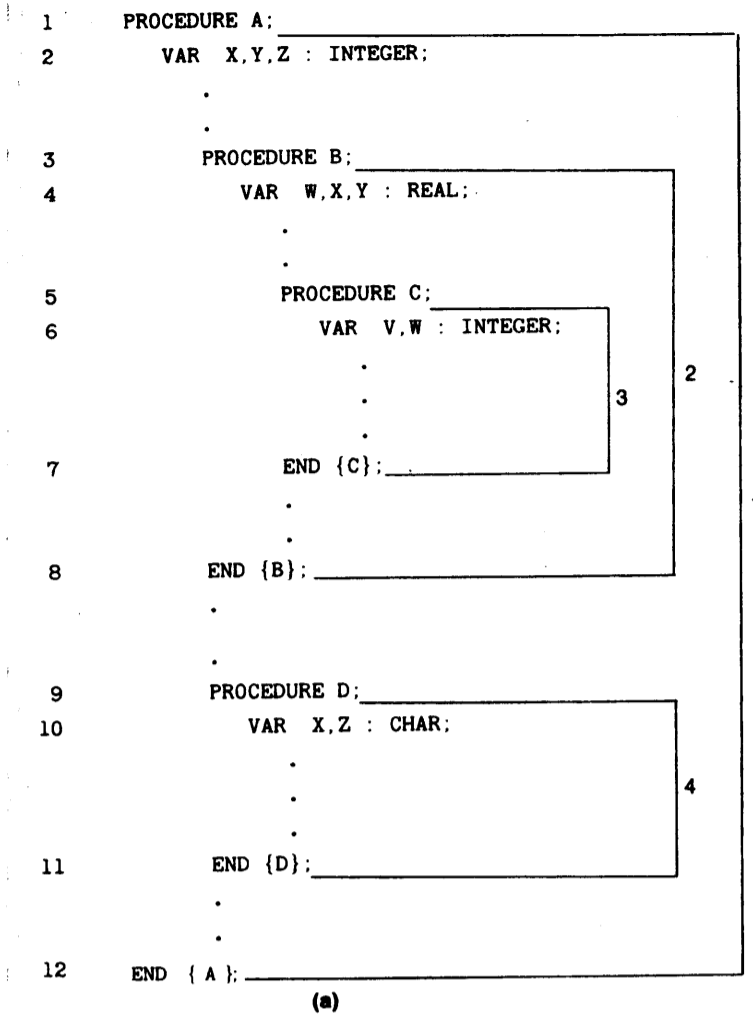 1 PROCEDURE A;
2 VAR X,Y,Z : INTEGER;
.
.
3 PROCEDURE B;
4 VAR W,X,Y : REAL;
.
.
5 PROCEDURE C;
6 VAR V,W : INTEGER;
.
2
.
3
.
7 END {C};
.
.
8 END {B};
.
.
9 PROCEDURE D;
10 VAR X,Z : CHAR;
.
4
.
.
11 END {D};
.
.
12 END { A };
(a)